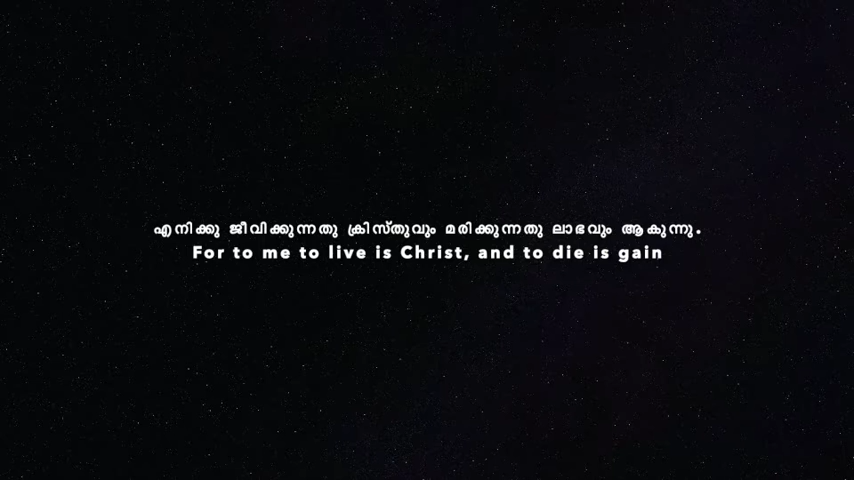 എനിക്കു ജീവിക്കുന്നതു ക്രിസ്തുവും മരിക്കുന്നതു ലാഭവും ആകുന്നു.
For to me to live is Christ, and to die is gain